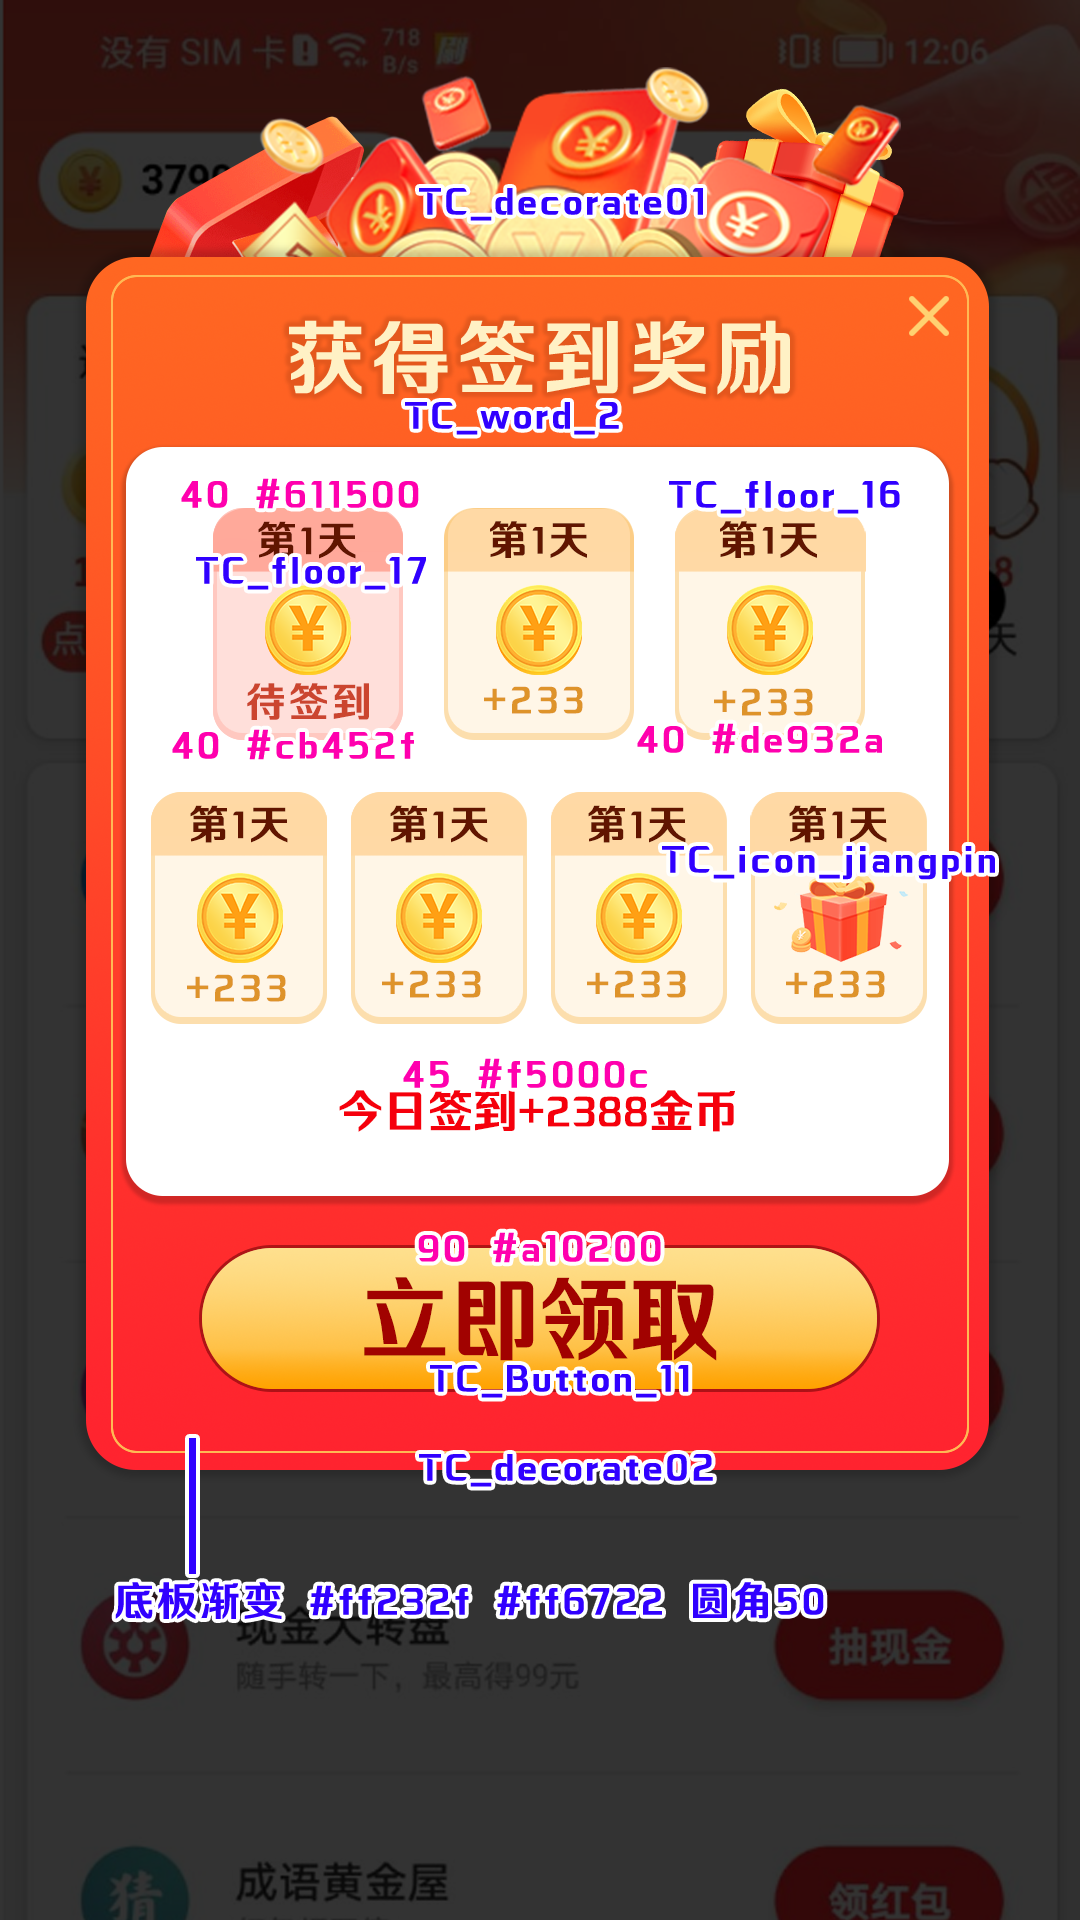 没有 SIM 卡 718 B/s 刷 12:06
3790
TC_decorate01
获得签到奖励
TC_word_2
40 #611500 TC_floor_16
第1天 第1天 第1天
TC_floor_17
待签到 +233 +233
40 #cb452f 40 #de932a
点 天
第1天 第1天 第1天 第1天
TC_icon_jiangpin
+233 +233 +233 +233
45 #f5000c
今日签到+2388金币
90 #a10200
立即领取
TC_Button_11
TC_decorate02
底板渐变 #ff232f #ff6722 圆角50
现金大转盘
随手转一下，最高得99元
抽现金
猜 成语黄金屋
领红包